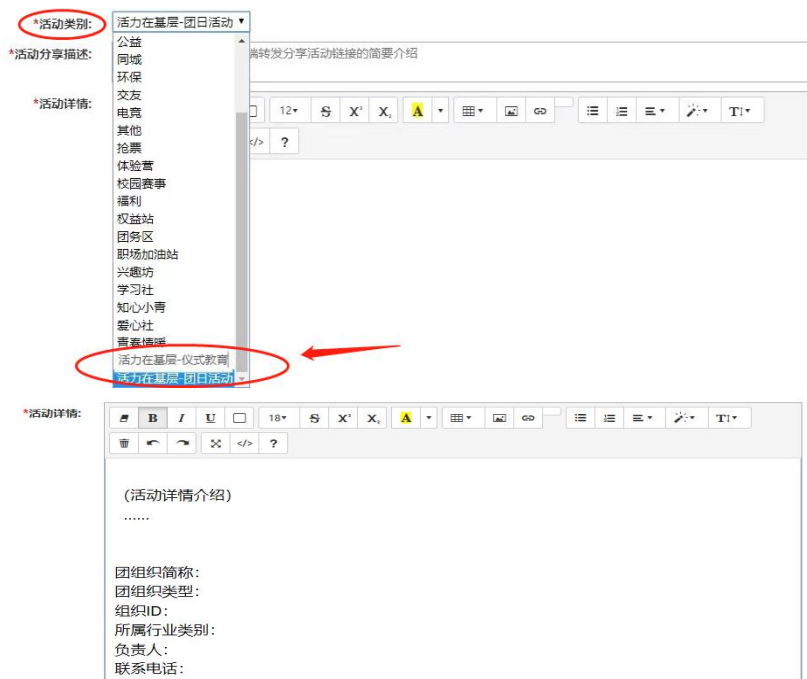 *活动类别:
活力在基层-团日活动
公益
*活动分享描述:
同城
端转发分享活动链接的简要介绍
环保
交友
*活动详情:
电竞
12
S X² X₂ A
T
其他
抢票
</> ?
体验营
校园赛事
福利
权益站
团务区
职场加油站
兴趣坊
学习社
知心小青
爱心社
青春情暖
活力在基层-仪式教育
活力在基层-团日活动
*活动详情:
B I U 18 S X² X₂ A T
</> ?
(活动详情介绍)
……
团组织简称:
团组织类型:
组织ID:
所属行业类别:
负责人:
联系电话: